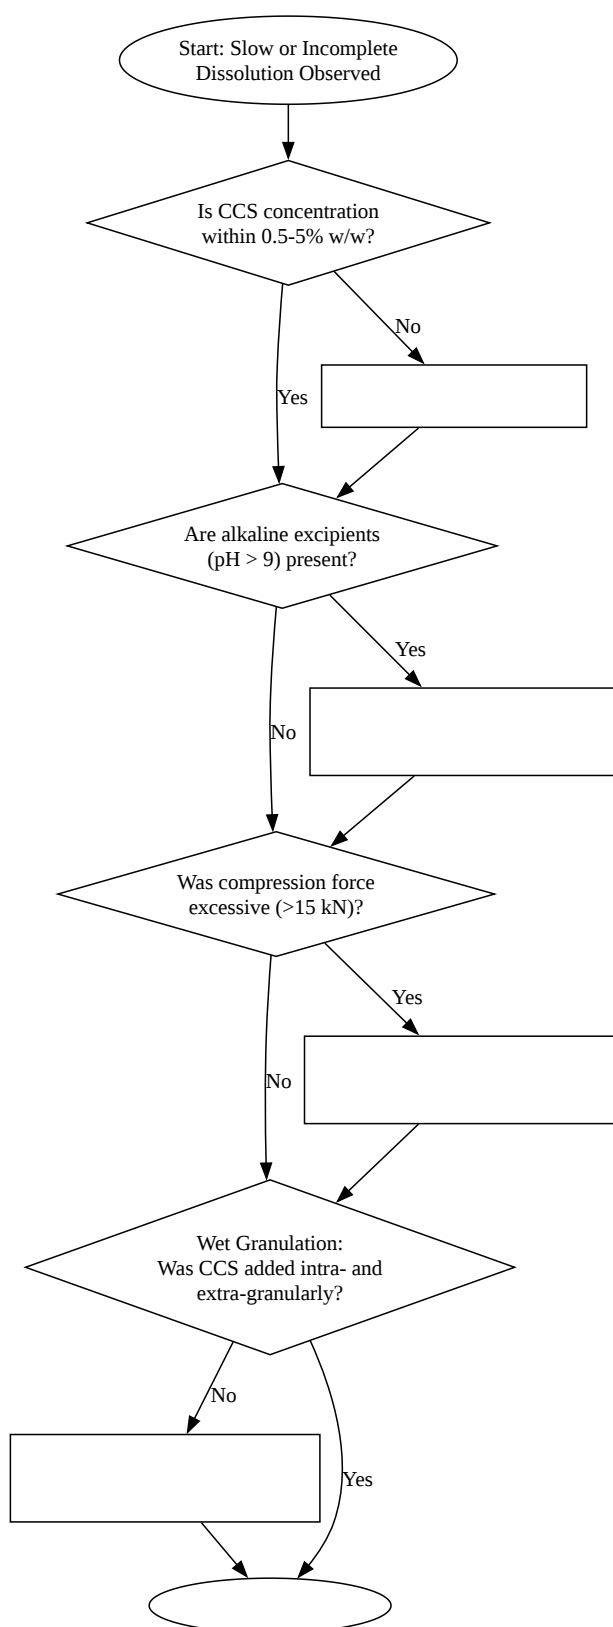 Start: Slow or Incomplete
Dissolution Observed
Is CCS concentration
within 0.5-5% w/w?
No
Yes
Are alkaline excipients
(pH > 9) present?
Yes
No
Was compression force
excessive (>15 kN)?
Yes
No
Wet Granulation:
Was CCS added intra- and
extra-granularly?
No
Yes